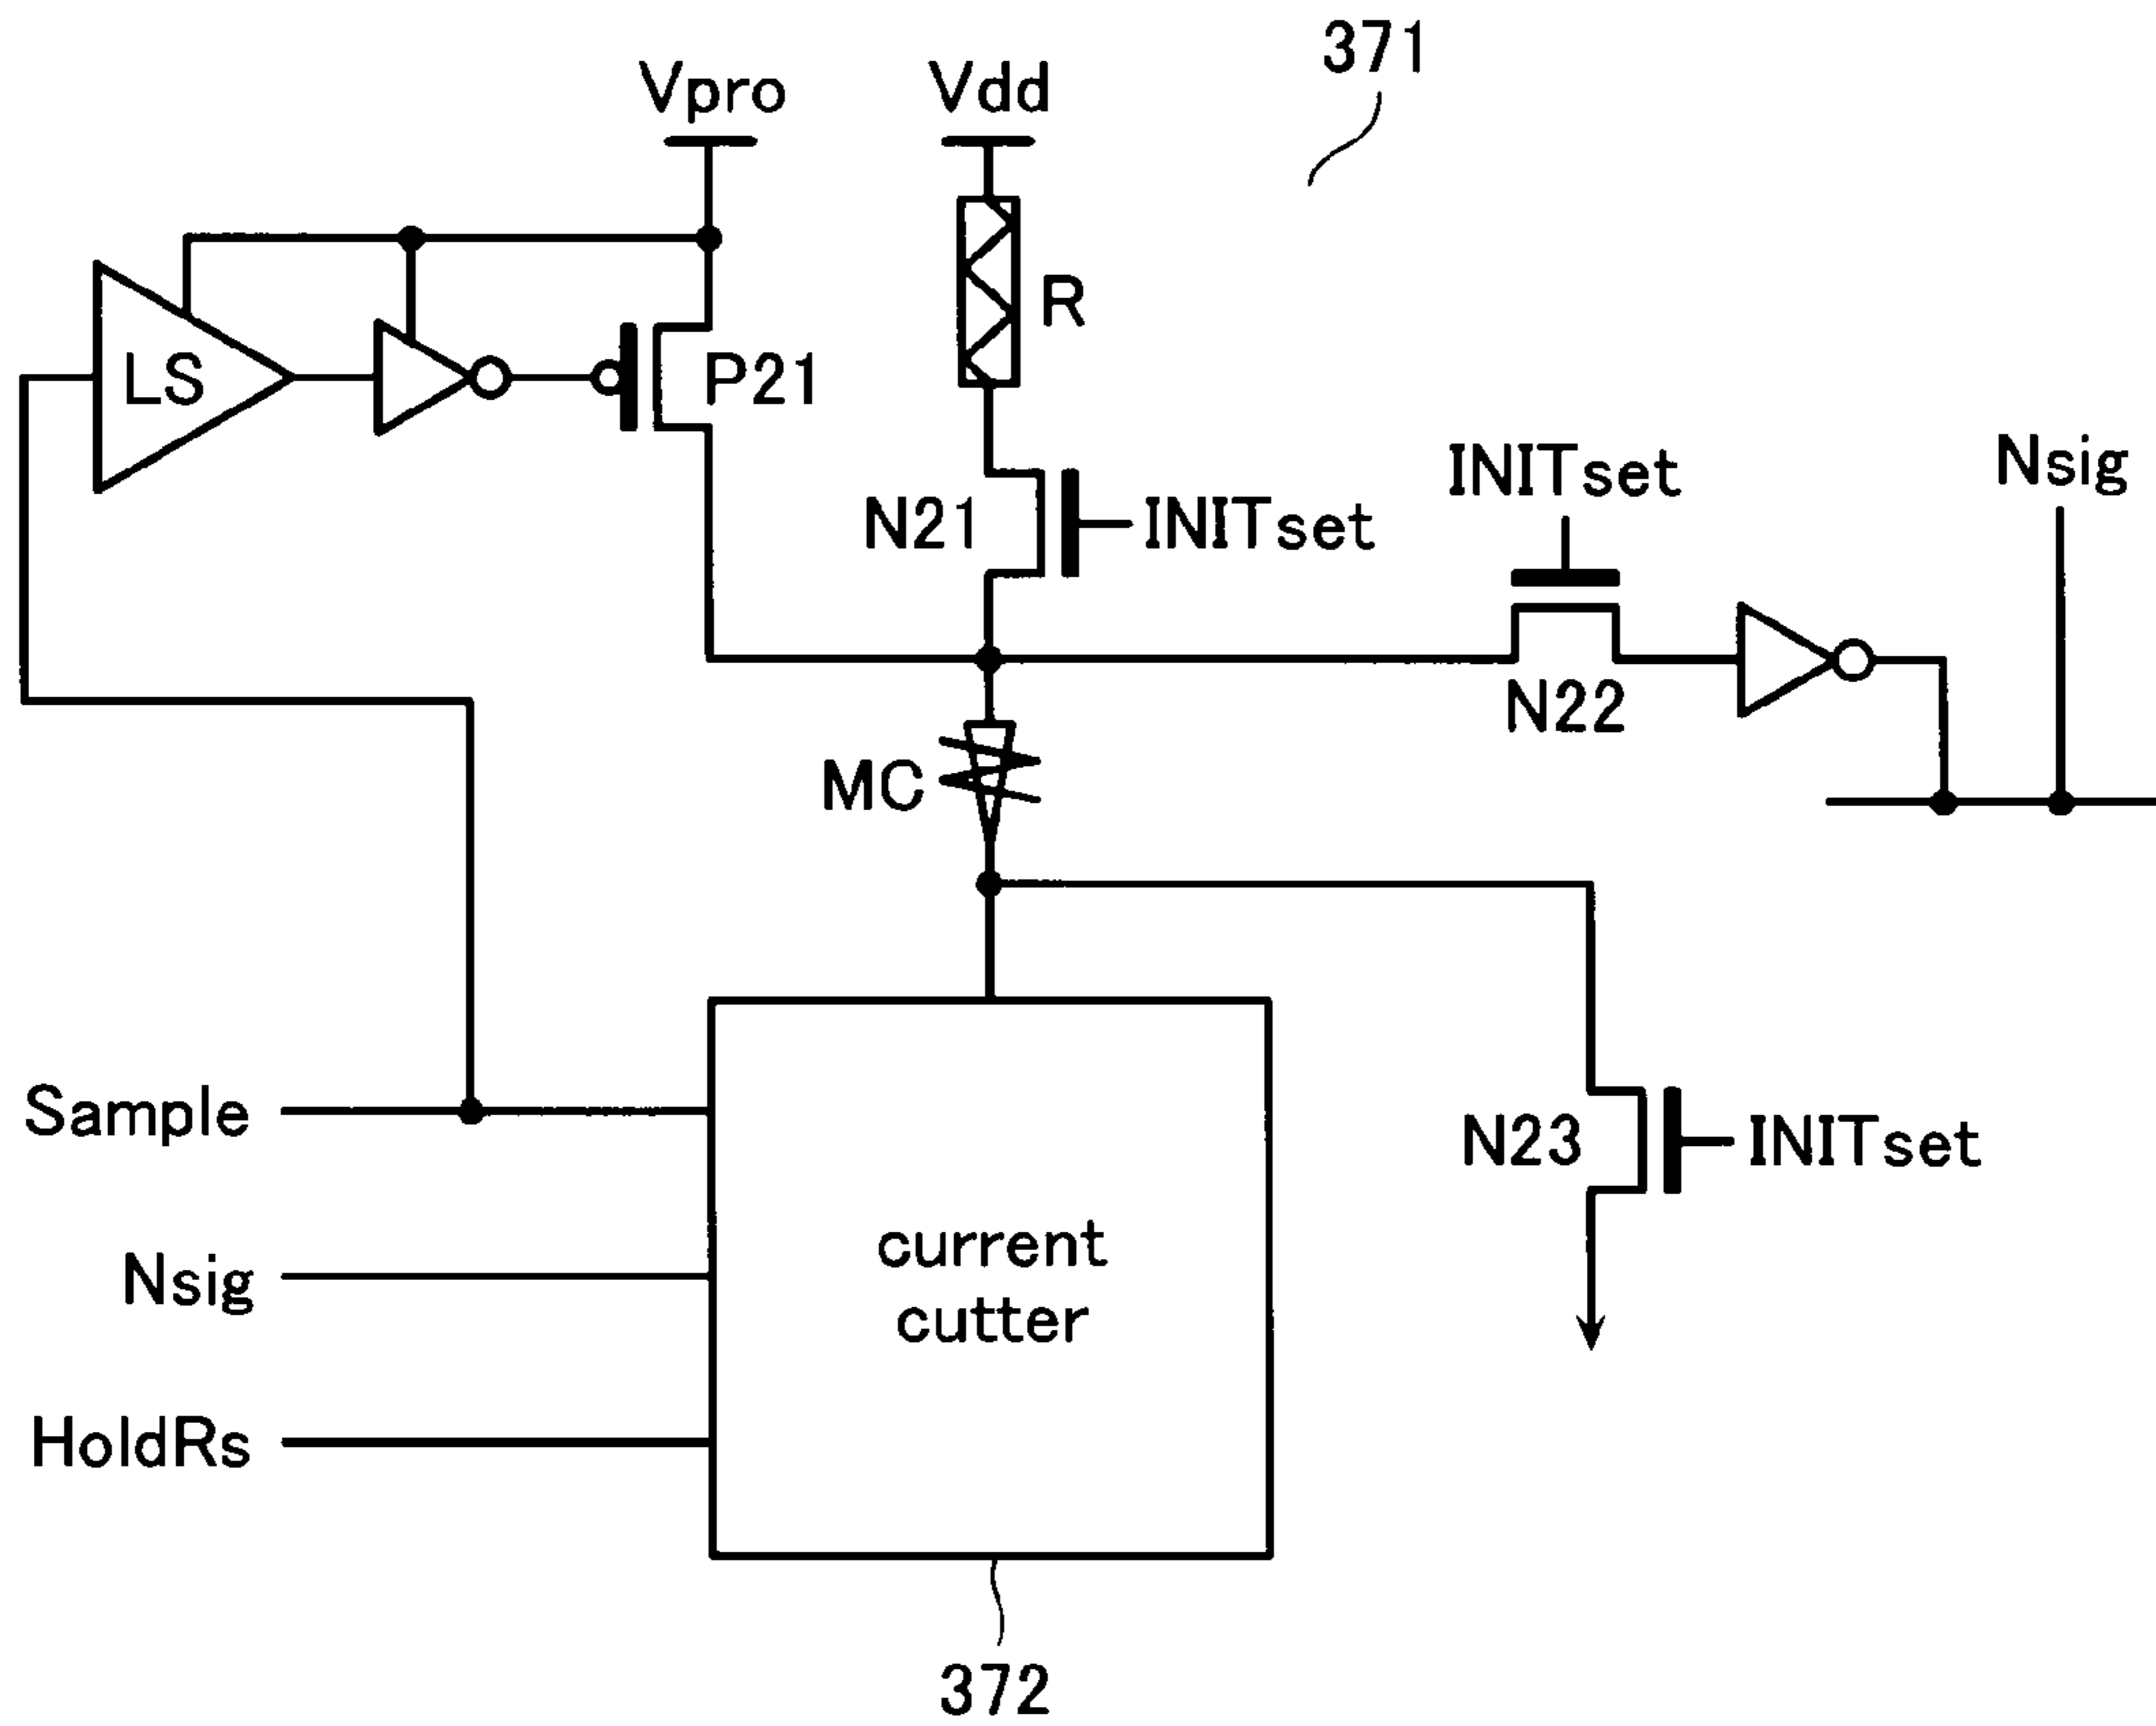 371
Vpro
Vdd
R
LS
P21
INITset
Nsig
N21
INITset
N22
MC
Sample
N23
INITset
Nsig
current
cutter
HoldRs
372